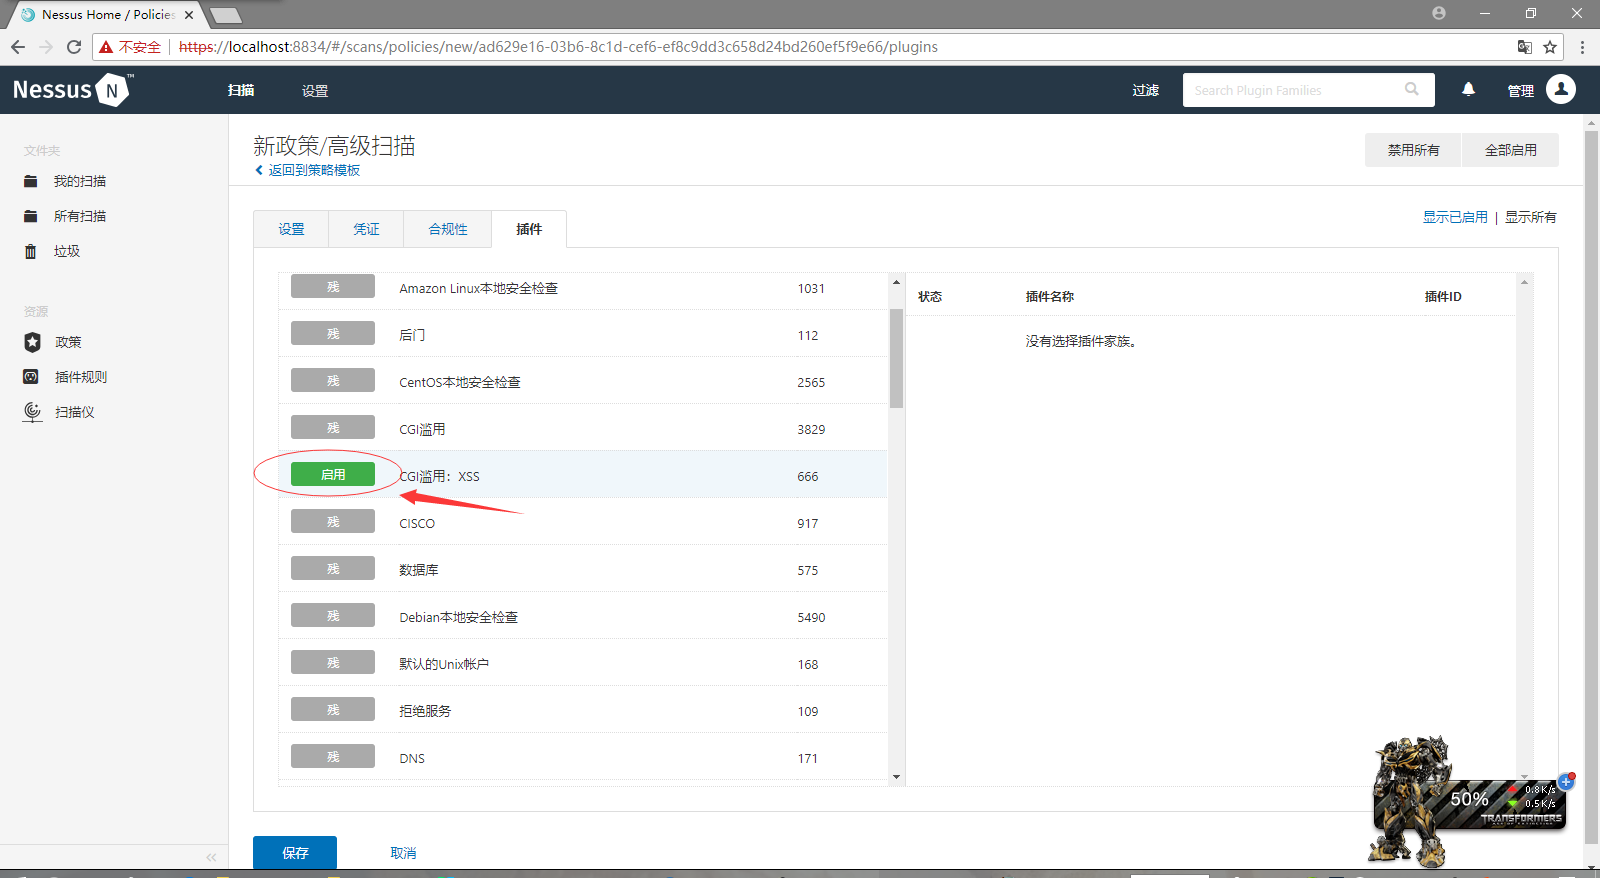 Nessus Home / Policies
不安全 https://localhost:8834/#/scans/policies/new/ad629e16-03b6-8c1d-cef6-ef8c9dd3c658d24bd260ef5f9e66/plugins
Nessus N ™ 扫描 设置 过滤 Search Plugin Families 管理
文件夹
我的扫描
所有扫描
垃圾
资源
政策
插件规则
扫描仪
新政策/高级扫描
返回到策略模板
禁用所有 全部启用
设置 凭证 合规性 插件
显示已启用 | 显示所有
残 Amazon Linux本地安全检查 1031
残 后门 112
残 CentOS本地安全检查 2565
残 CGI滥用 3829
启用 CGI滥用：XSS 666
残 CISCO 917
残 数据库 575
残 Debian本地安全检查 5490
残 默认的Unix帐户 168
残 拒绝服务 109
残 DNS 171
状态 插件名称 插件ID
没有选择插件家族。
50% 0.8K/s
0.5K/s
TRANSFORMERS
保存 取消